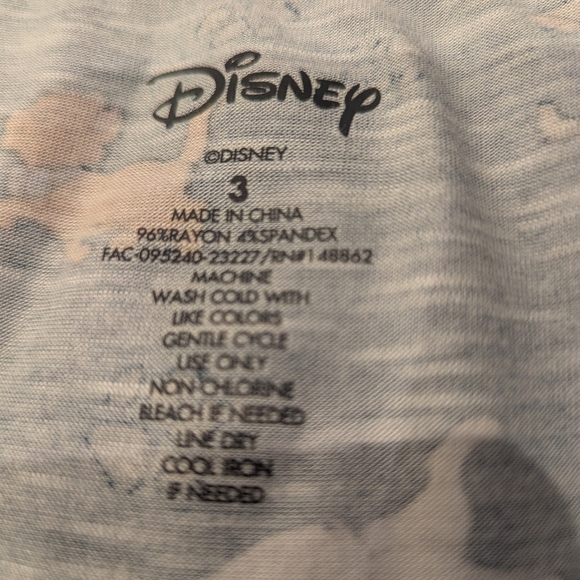 Disney
©DISNEY
3
MADE IN CHINA
96%RAYON 4%SPANDEX
FAC-095240-23227/RN#148862
MACHINE
WASH COLD WITH
LIKE COLORS
GENTLE CYCLE
USE ONLY
NON-CHLORINE
BLEACH IF NEEDED
LINE DRY
COOL IRON
IF NEEDED